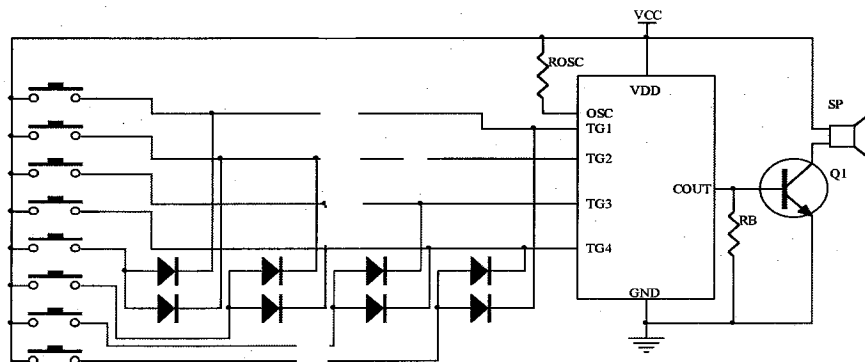 VCC
ROSC
VDD
SP
OSC
TG1
TG2
Q1
COUT
TG3
RB
TG4
GND